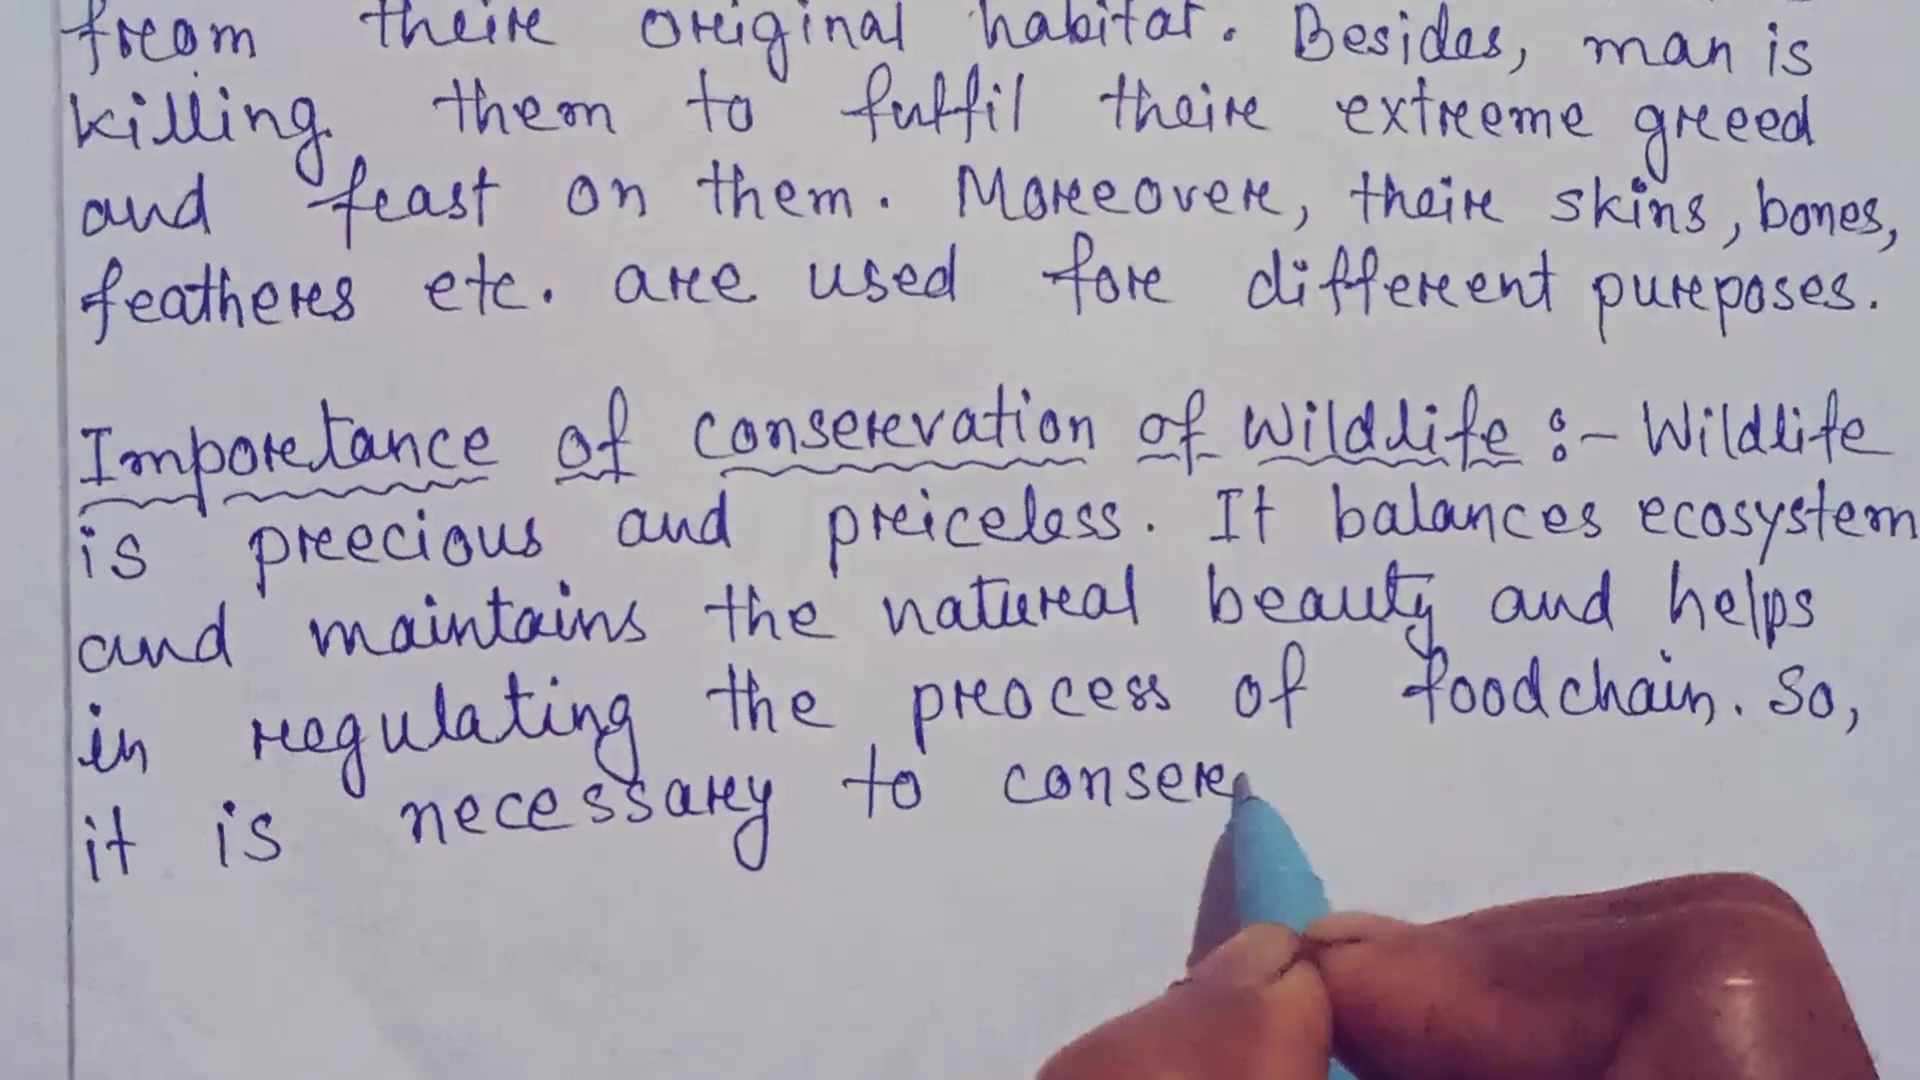 from their original habitat. Besides, man is
killing them to fulfil their extreme greed
and feast on them. Moreover, their skins, bones,
feathers etc. are used for different purposes.
Importance of conservation of wildlife :- Wildlife
is precious and priceless. It balances ecosystem
and maintains the natural beauty and helps
in regulating the process of foodchain. So,
it is necessary to conser